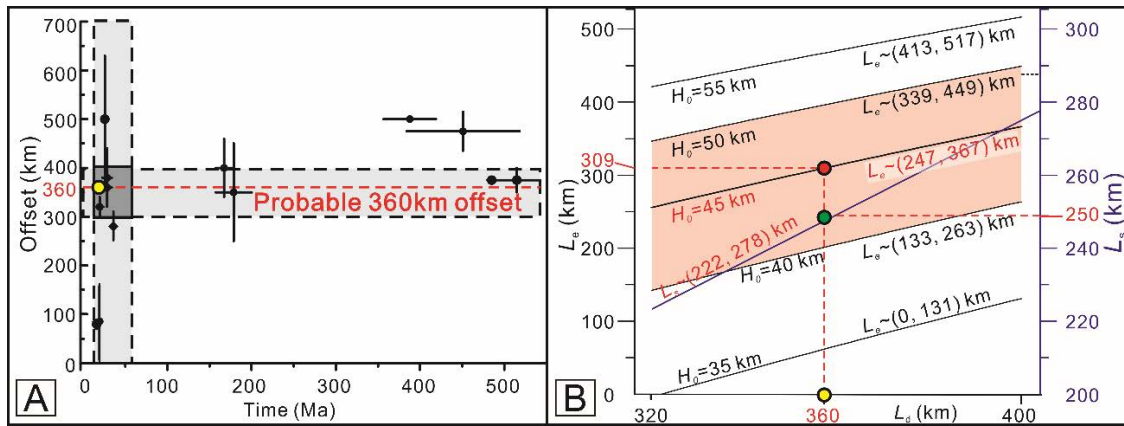 700
600
500
400
360
300
200
100
0
Offset (km)
Probable 360km offset
0
100
200
300
400
500
Time (Ma)
A
500
400
309
300
200
100
0
Lₑ (km)
H₀=55 km
Lₑ~(413, 517) km
H₀=50 km
Lₑ~(339, 449) km
H₀=45 km
Lₑ~(247, 367) km
H₀=40 km
Lₑ~(133, 263) km
(222, 278) km
H₀=35 km
Lₑ~(0, 131) km
320
360
400
(km)
300
280
260
250
240
220
200
(km)
B